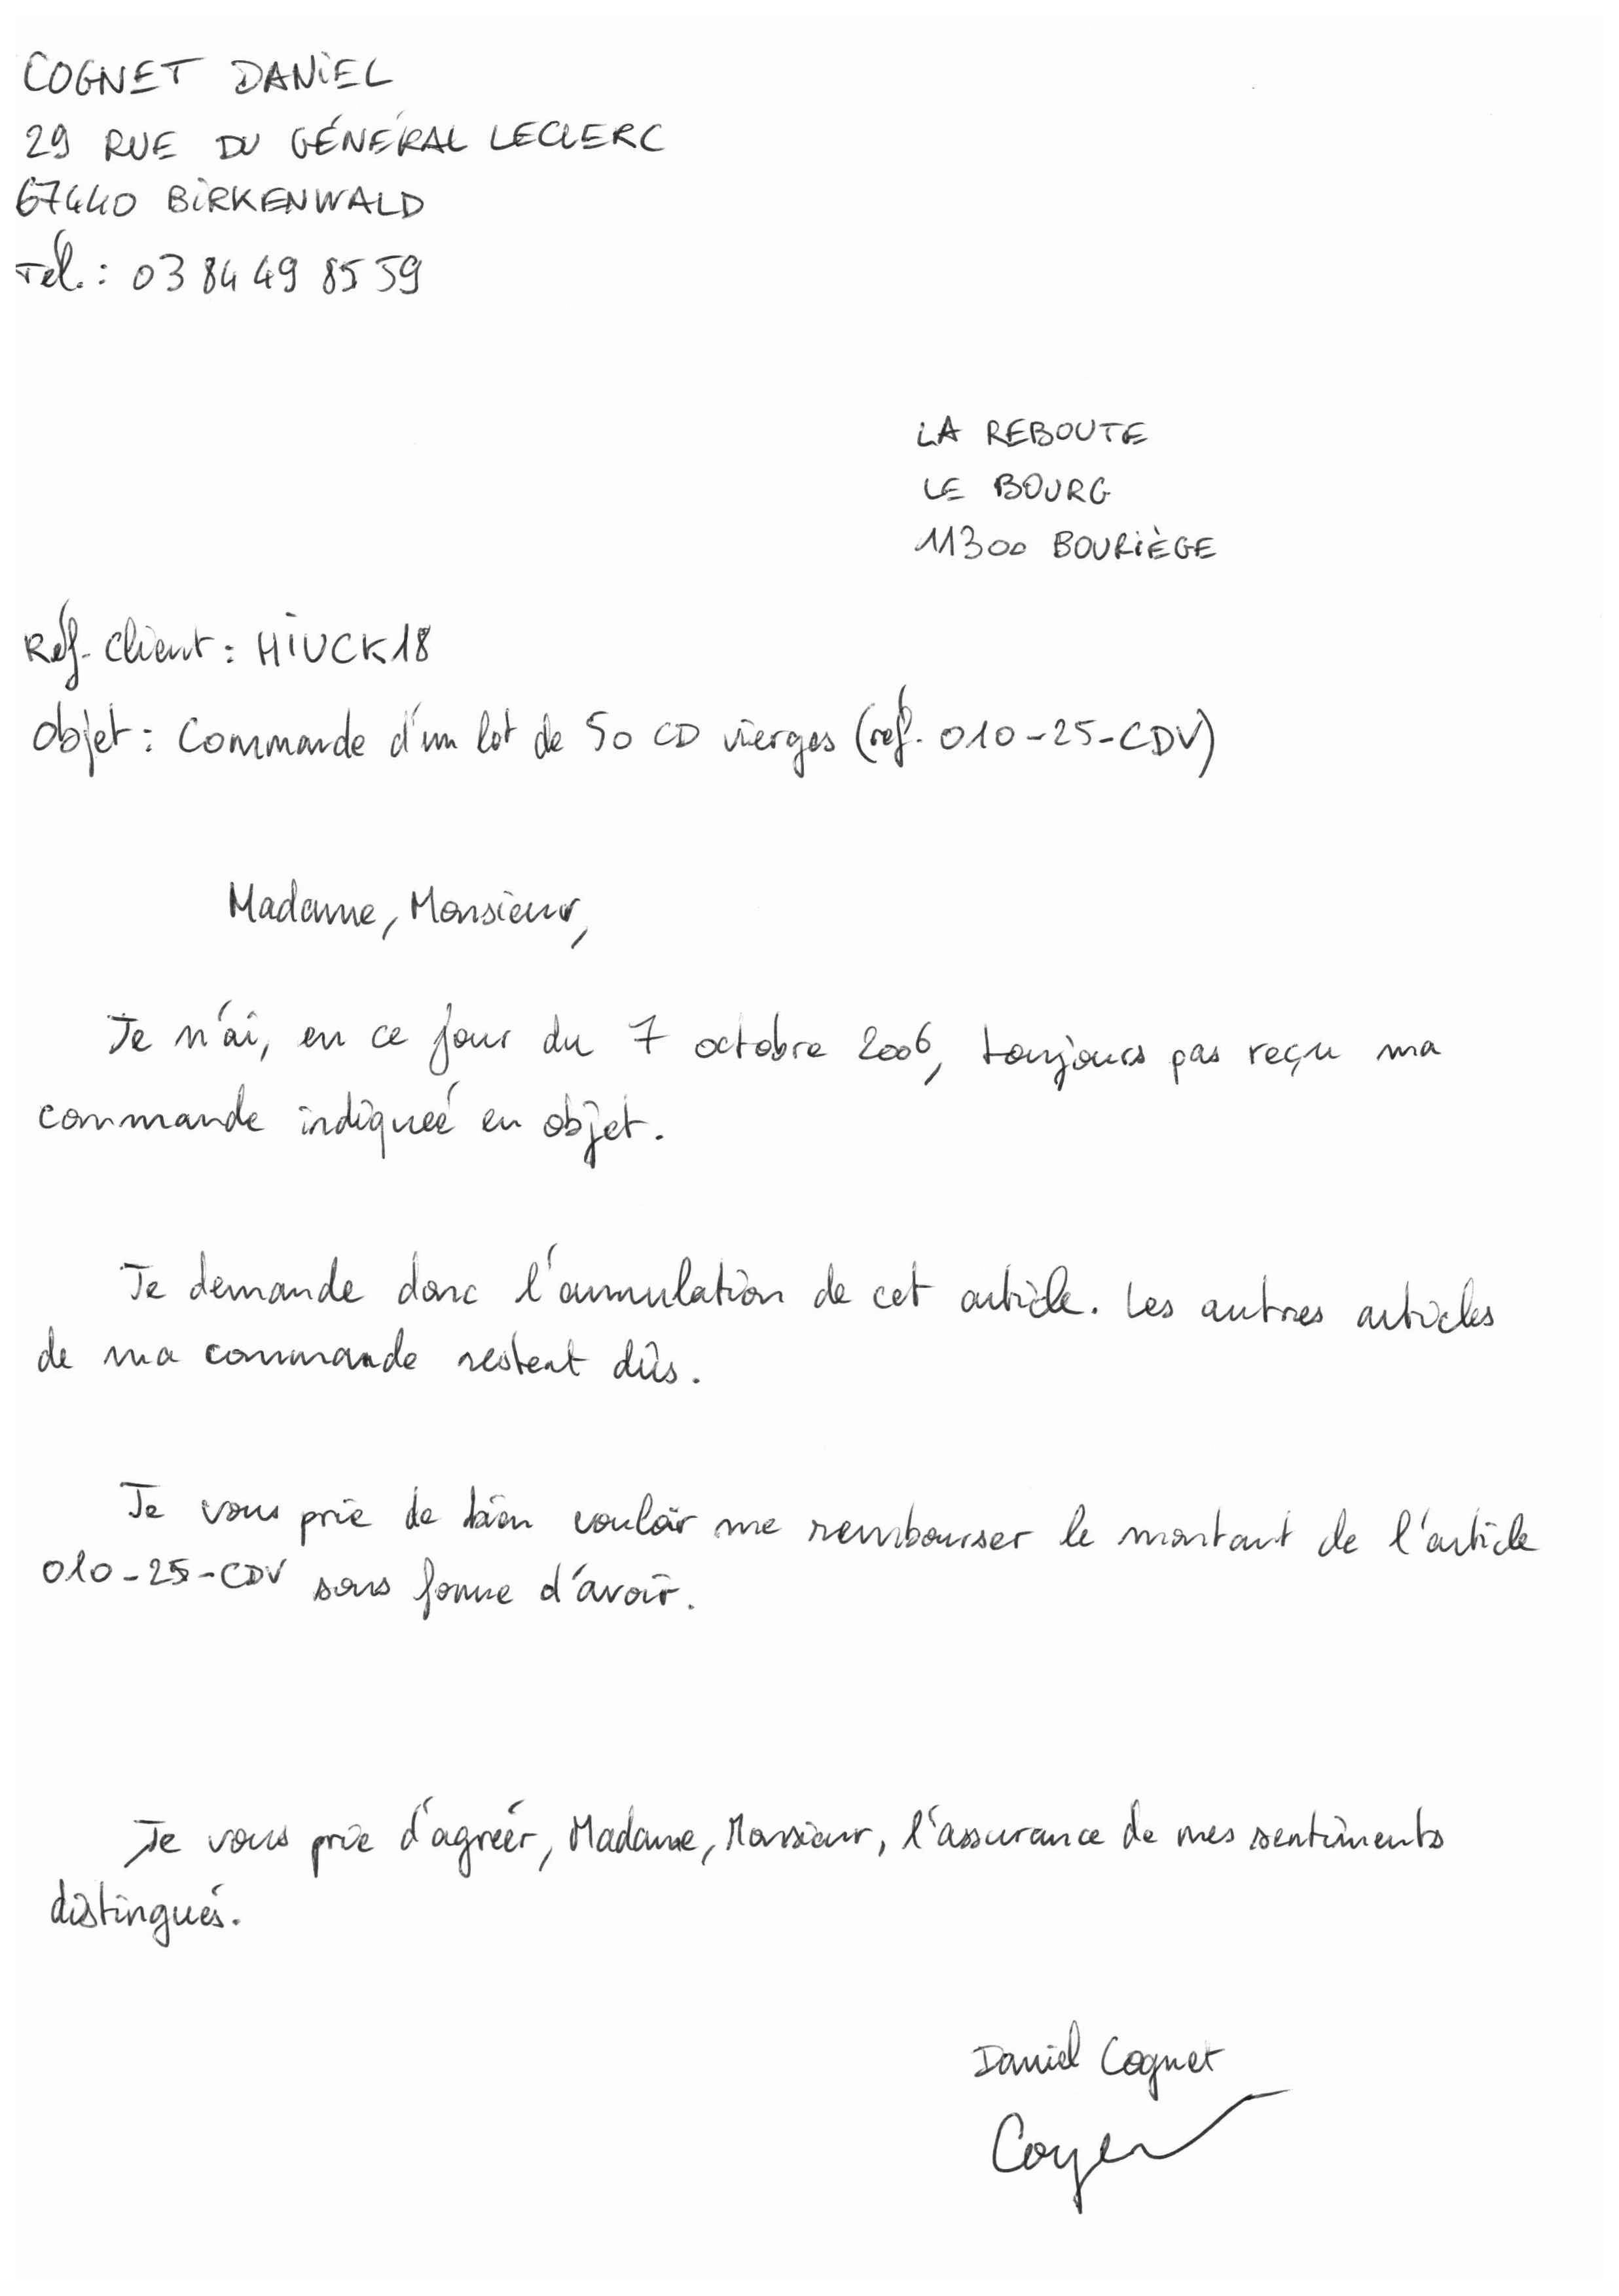 COGNET DANIEL
29 RUE DU GÉNÉRAL LECLERC
67440 BIRKENWALD
Tél.: 03 84 49 85 59
LA REBOUTE
LE BOURG
11300 BOURIÈGE
Réf. Client : HIUCK18
Objet : Commande d'un lot de 50 CD vierges (réf. 010-25-CDV)
Madame, Monsieur,
Je n'ai, en ce jour du 7 octobre 2006, toujours pas reçu ma
commande indiqueé en objet.
Je demande donc l'annulation de cet article. Les autres articles
de ma commande restent dûs.
Je vous prie de bien vouloir me rembourser le montant de l'article
010-25-CDV sous forme d'avoir.
Je vous prie d'agréer, Madame, Monsieur, l'assurance de mes sentiments
distingués.
Daniel Cognet